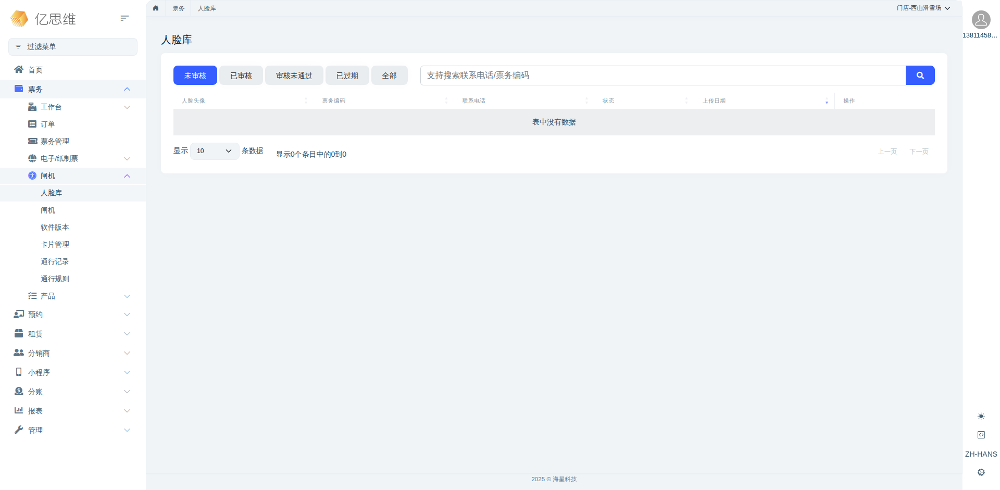 亿思维
过滤菜单
首页
票务
工作台
订单
票务管理
电子/纸制票
闸机
人脸库
闸机
软件版本
卡片管理
通行记录
通行规则
产品
预约
租赁
分销商
小程序
分账
报表
管理
票务 人脸库 门店-西山滑雪场
人脸库
未审核 已审核 审核未通过 已过期 全部 支持搜索联系电话/票务编码
人脸头像 票务编码 联系电话 状态 上传日期 操作
表中没有数据
显示 10 条数据 显示0个条目中的0到0 上一页 下一页
2025 © 海星科技
13811458…
ZH-HANS